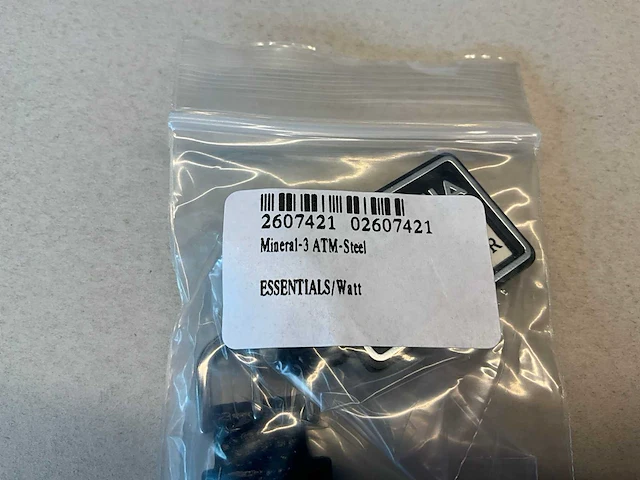 2607421 02607421
Mineral-3 ATM-Steel
ESSENTIALS/Watt